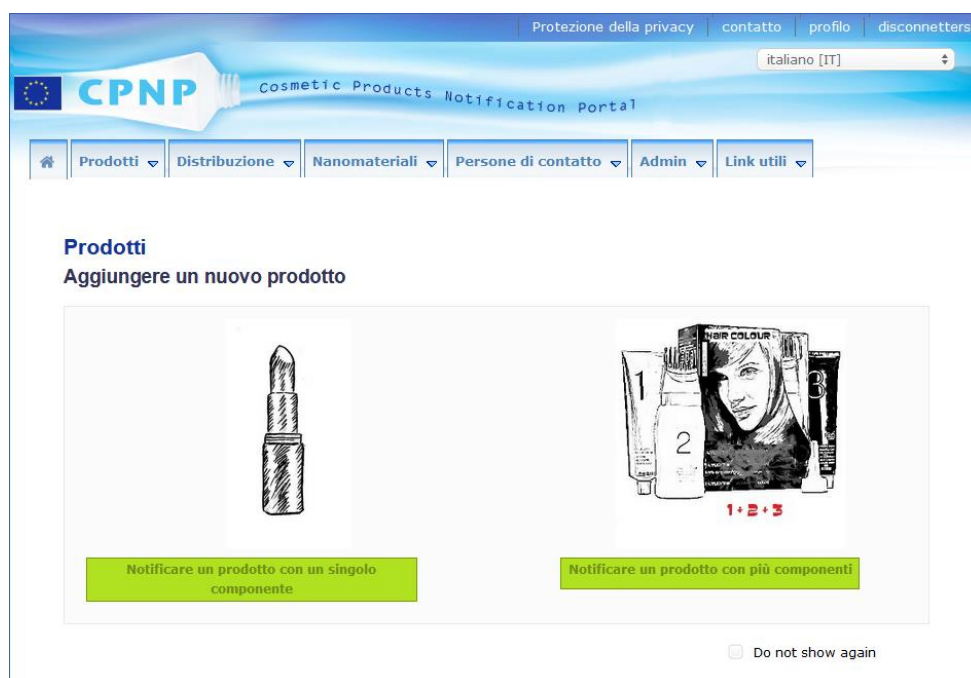 Protezione della privacy contatto profilo disconnetters
italiano [IT]
CPNP Cosmetic Products Notification Portal
Prodotti Distribuzione Nanomateriali Persone di contatto Admin Link utili
Prodotti
Aggiungere un nuovo prodotto
HAIR COLOUR
1
3
2
1+2+3
Notificare un prodotto con un singolo
componente
Notificare un prodotto con più componenti
Do not show again